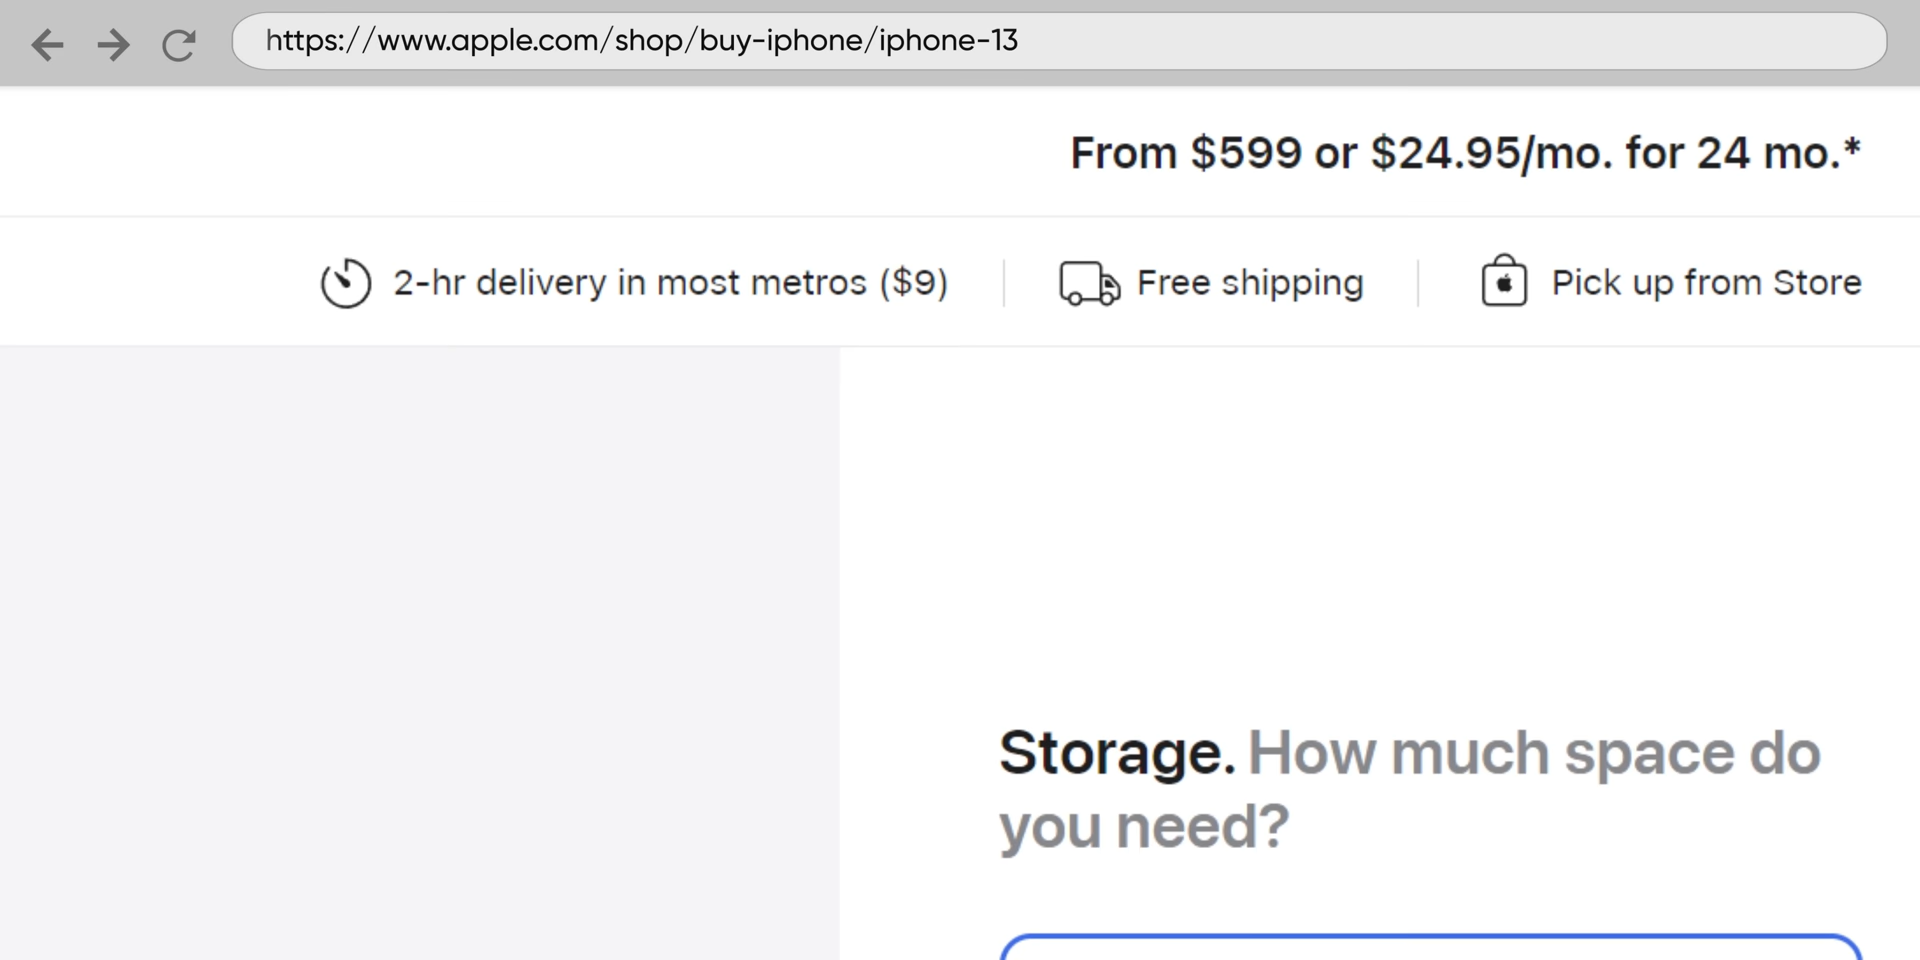 https://www.apple.com/shop/buy-iphone/iphone-13
From $599 or $24.95/mo. for 24 mo.*
2-hr delivery in most metros ($9)
Free shipping
Pick up from Store
Storage. How much space do
you need?